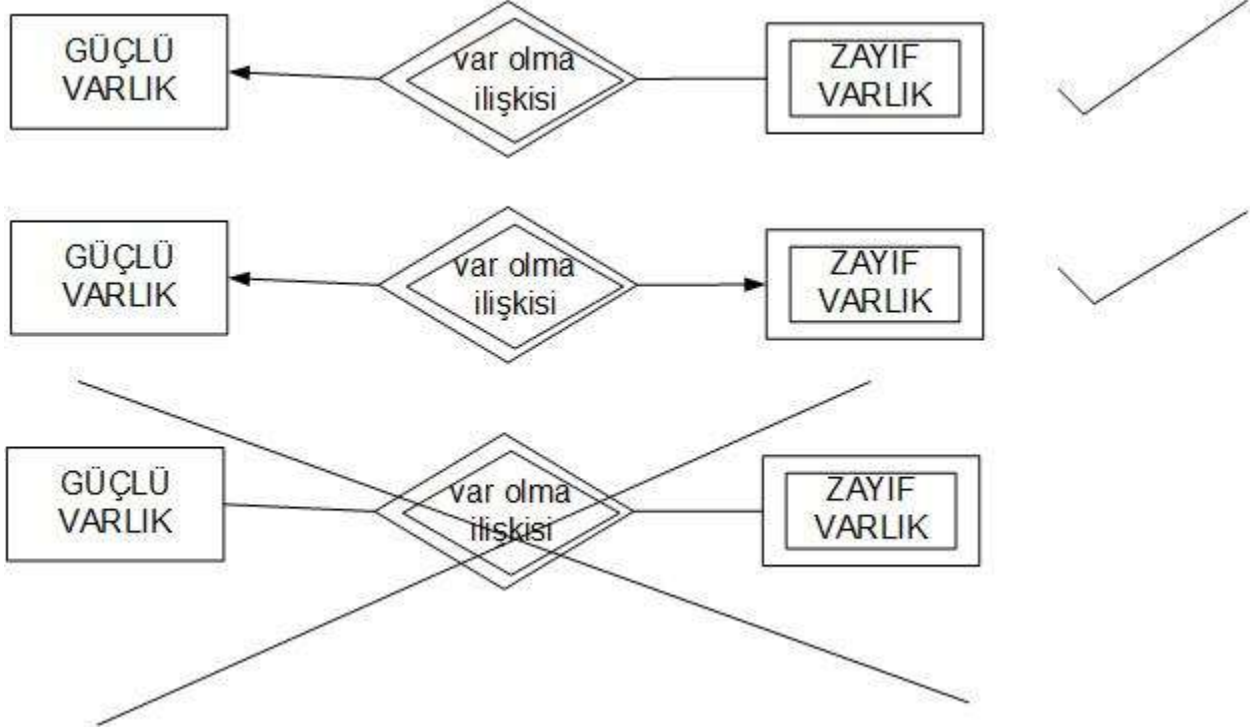 GÜÇLÜ
VARLIK
var olma
ilişkisi
ZAYIF
VARLIK
GÜÇLÜ
VARLIK
var olma
ilişkisi
ZAYIF
VARLIK
GÜÇLÜ
VARLIK
var olma
ilişkisi
ZAYIF
VARLIK